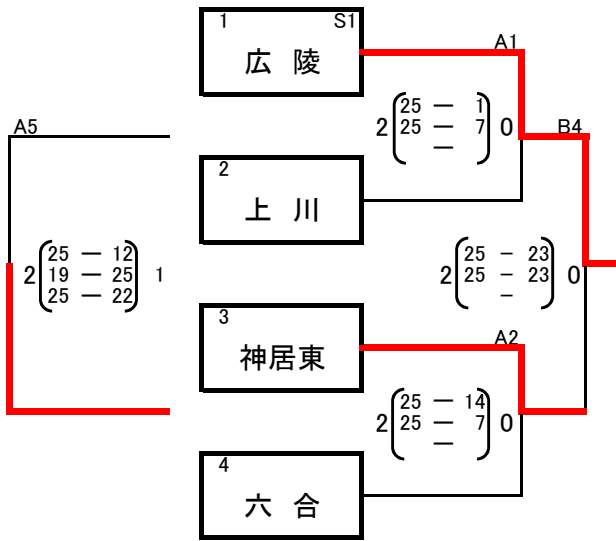 1 S1
広 陵
A1
2 25 ー 1 0
25 ー 7
ー
A5
B4
2
上 川
2 25 ー 12 1
19 ー 25
25 ー 22
2 25 - 23 0
25 - 23
-
3
神居東
A2
2 25 ー 14 0
25 ー 7
ー
4
六 合